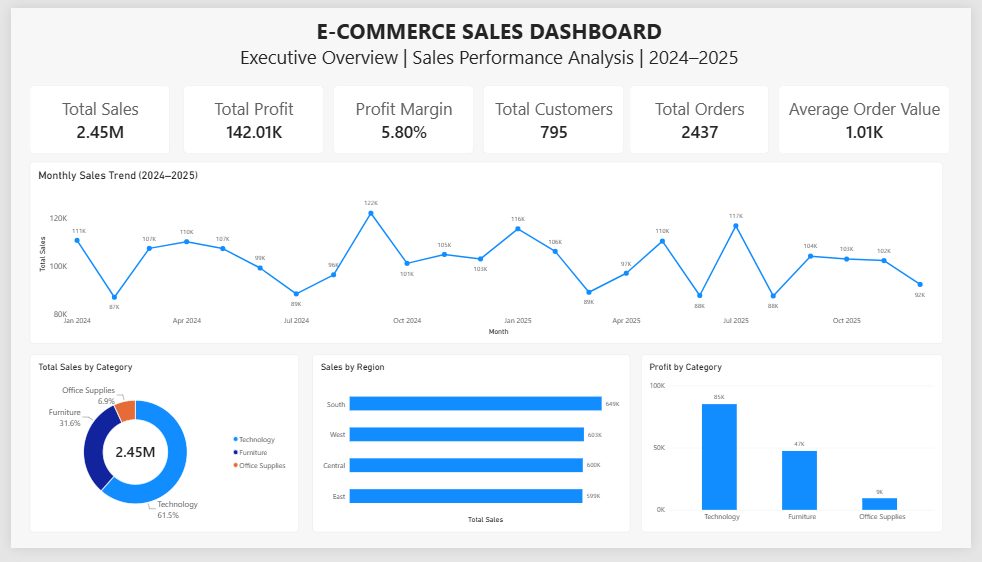 E-COMMERCE SALES DASHBOARD
Executive Overview | Sales Performance Analysis | 2024–2025
Total Sales
2.45M
Total Profit
142.01K
Profit Margin
5.80%
Total Customers
795
Total Orders
2437
Average Order Value
1.01K
Monthly Sales Trend (2024–2025)
Total Sales
120K
100K
80K
111K
87K
107K
110K
107K
99K
89K
96K
122K
101K
105K
103K
116K
106K
89K
97K
110K
88K
117K
88K
104K
103K
102K
92K
Jan 2024
Apr 2024
Jul 2024
Oct 2024
Jan 2025
Apr 2025
Jul 2025
Oct 2025
Month
Total Sales by Category
Office Supplies
6.9%
Furniture
31.6%
2.45M
Technology
61.5%
Technology
Furniture
Office Supplies
Sales by Region
South
649K
West
603K
Central
600K
East
599K
Total Sales
Profit by Category
100K
50K
0K
85K
47K
9K
Technology
Furniture
Office Supplies